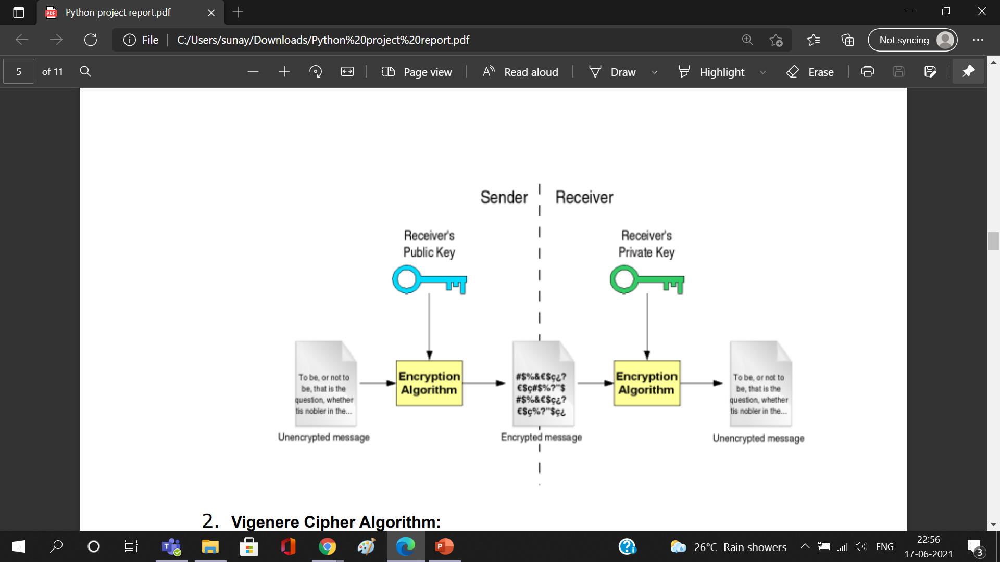 Python project report.pdf
File
C:/Users/sunay/Downloads/Python%20project%20report.pdf
Not syncing
5 of 11
Page view
Read aloud
Draw
Highlight
Erase
Sender
Receiver
Receiver's
Public Key
Receiver's
Private Key
To be, or not to
be, that is the
question, whether
tis nobler in the...
Unencrypted message
Encryption
Algorithm
#$%&€$ç¿?
€$ç#$%?"$
#$%&€$ç¿?
€$ç%?"$ç¿
Encrypted message
Encryption
Algorithm
To be, or not to
be, that is the
question, whether
tis nobler in the...
Unencrypted message
2. Vigenere Cipher Algorithm:
26°C Rain showers
ENG
22:56
17-06-2021
3